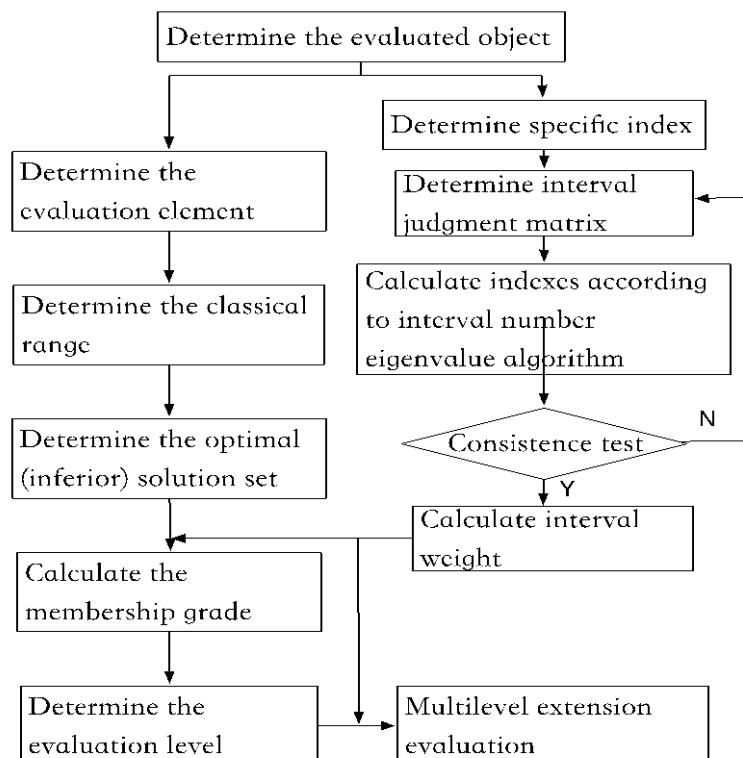 Determine the evaluated object
Determine specific index
Determine the
evaluation element
Determine interval
judgment matrix
Determine the classical
range
Calculate indexes according
to interval number
eigenvalue algorithm
Determine the optimal
(inferior) solution set
Consistence test
N
Y
Calculate interval
weight
Calculate the
membership grade
Determine the
evaluation level
Multilevel extension
evaluation